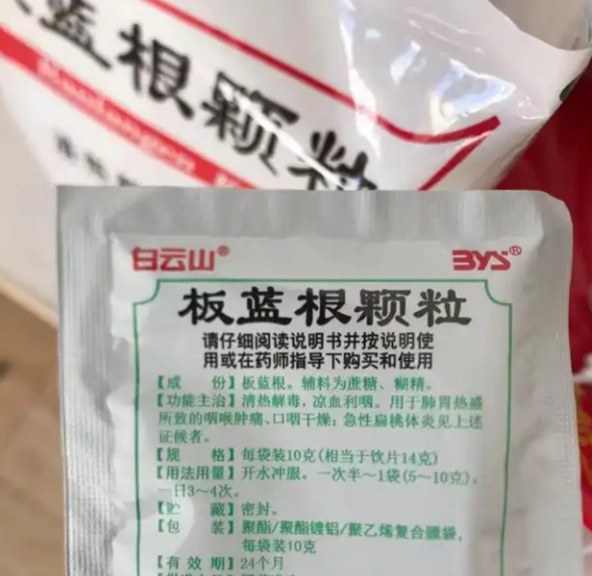 蓝根颗粒
白云山® BYS®
板蓝根颗粒
请仔细阅读说明书并按说明使
用或在药师指导下购买和使用
【成 份】板蓝根。辅料为蔗糖、糊精。
【功能主治】清热解毒,凉血利咽。用于肺胃热盛
所致的咽喉肿痛、口咽干燥;急性扁桃体炎见上述
证候者。
【规 格】每袋装10克(相当于饮片14克)
【用法用量】开水冲服。一次半~1袋(5~10克),
一日3~4次。
【贮 藏】密封。
【包 装】聚酯/聚酯镀铝/聚乙烯复合膜袋,
每袋装10克
【有 效 期】24个月